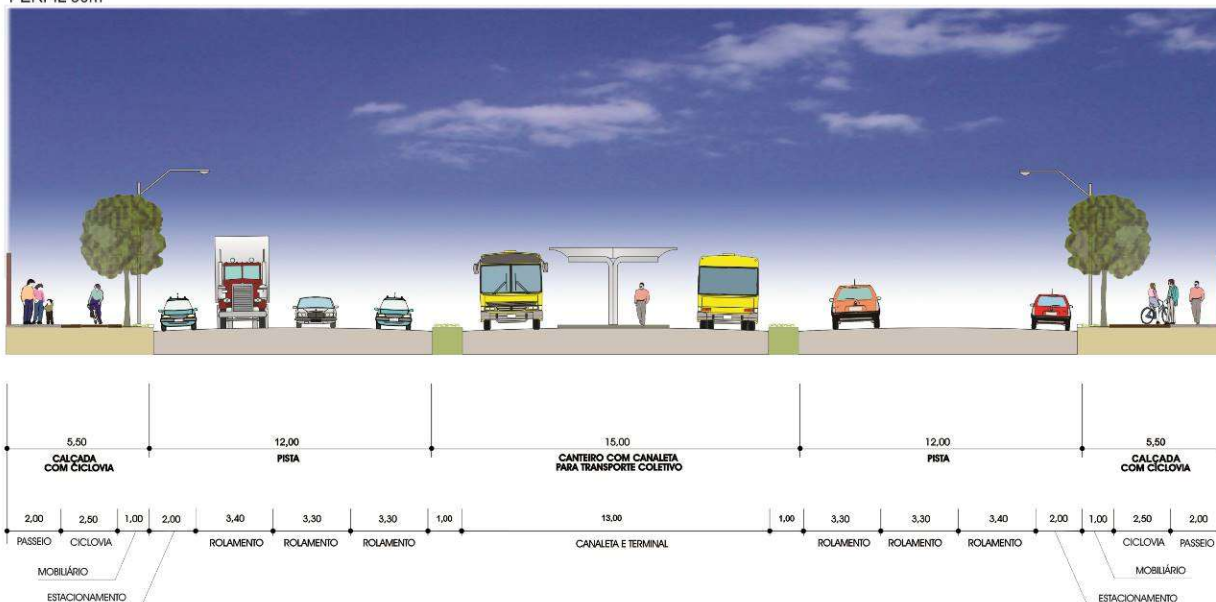 5,50
12,00
15,00
12,00
5,50
CALÇADA
COM CICLOVIA
PISTA
CANTEIRO COM CANALETA
PARA TRANSPORTE COLETIVO
PISTA
CALÇADA
COM CICLOVIA
2,00
2,50
1,00
2,00
3,40
3,30
3,30
1,00
13,00
1,00
3,30
3,30
3,40
2,00
1,00
2,50
2,00
PASSEIO
CICLOVIA
ROLAMENTO
ROLAMENTO
ROLAMENTO
CANALETA E TERMINAL
ROLAMENTO
ROLAMENTO
ROLAMENTO
CICLOVIA
PASSEIO
MOBILIÁRIO
MOBILIÁRIO
ESTACIONAMENTO
ESTACIONAMENTO